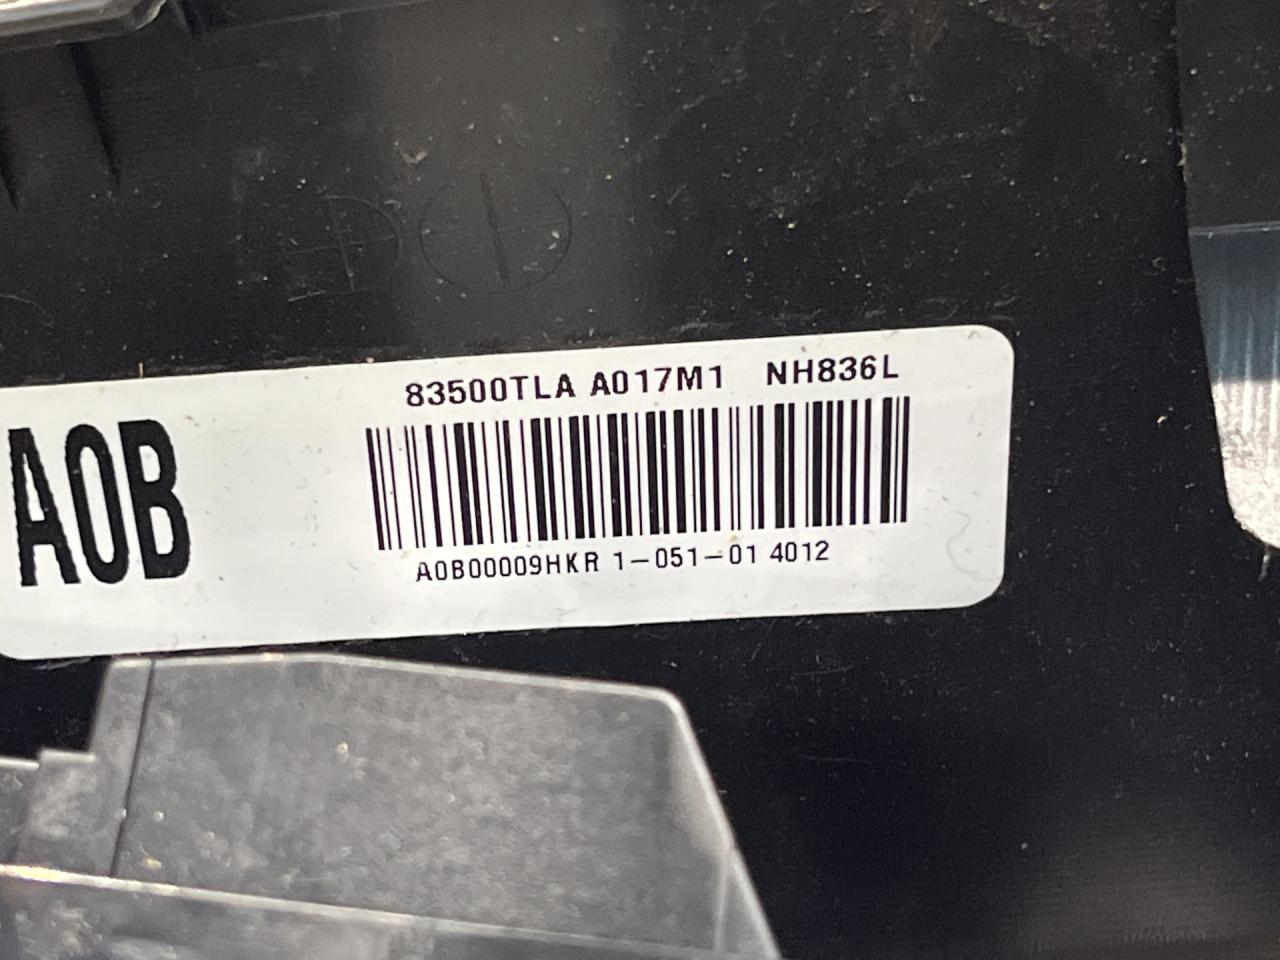 83500TLA A017M1 NH836L
A0B
A0B00009HKR 1-051-01 4012